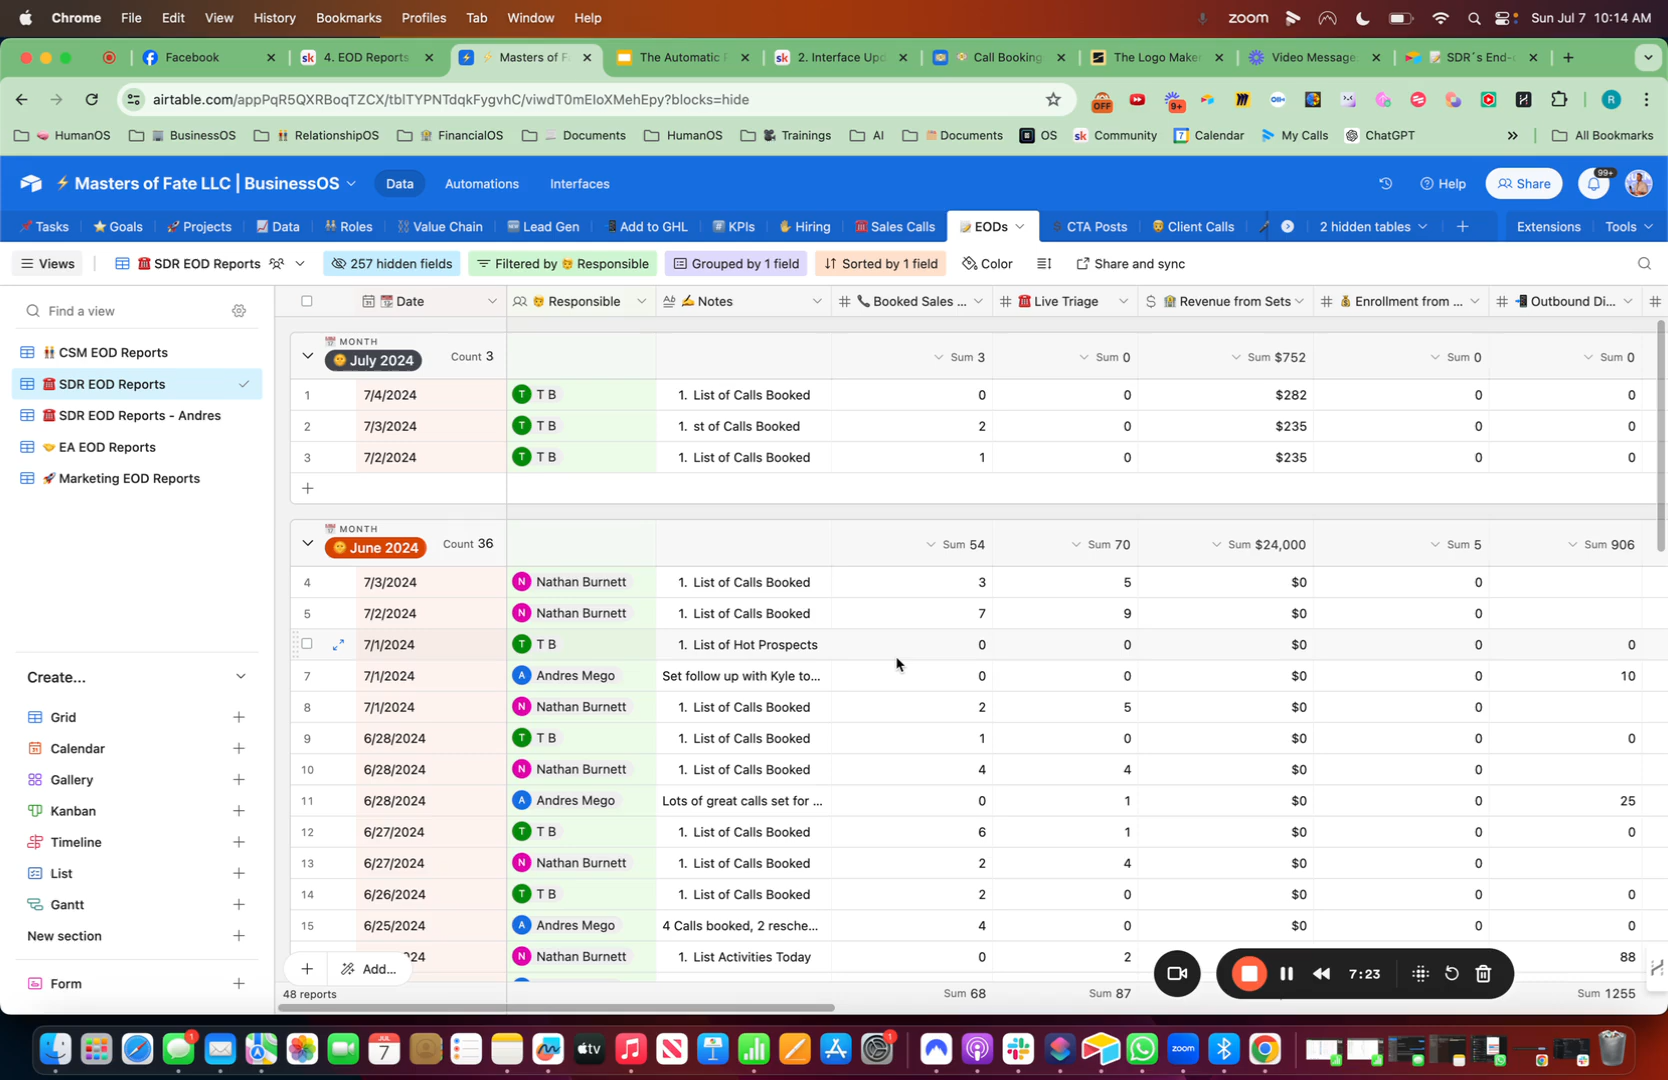 Chrome File Edit View History Bookmarks Profiles Tab Window Help zoom Sun Jul 7 10:14 AM
Facebook 4. EOD Reports Masters of F The Automatic 2. Interface Upd Call Booking The Logo Maker Video Message SDR´s End-
airtable.com/appPqR5QXRBoqTZCX/tblTYPNTdqkFygvhC/viwdT0mEIoXMehEpy?blocks=hide OFF 9+ R
HumanOS BusinessOS RelationshipOS FinancialOS Documents HumanOS Trainings AI Documents OS Community Calendar My Calls ChatGPT » All Bookmarks
Masters of Fate LLC | BusinessOS Data Automations Interfaces Help Share 99+
Tasks Goals Projects Data Roles Value Chain Lead Gen Add to GHL KPIs Hiring Sales Calls EODs CTA Posts Client Calls 2 hidden tables Extensions Tools
Views SDR EOD Reports 257 hidden fields Filtered by Responsible Grouped by 1 field Sorted by 1 field Color Share and sync
Find a view
CSM EOD Reports
SDR EOD Reports
SDR EOD Reports - Andres
EA EOD Reports
Marketing EOD Reports
Create...
Grid
Calendar
Gallery
Kanban
Timeline
List
Gantt
New section
Form
Date Responsible Notes Booked Sales ... Live Triage Revenue from Sets Enrollment from ... Outbound Di...
MONTH
July 2024 Count 3 Sum 3 Sum 0 Sum $752 Sum 0 Sum 0
1 7/4/2024 T T B 1. List of Calls Booked 0 0 $282 0 0
2 7/3/2024 T T B 1. st of Calls Booked 2 0 $235 0 0
3 7/2/2024 T T B 1. List of Calls Booked 1 0 $235 0 0
MONTH
June 2024 Count 36 Sum 54 Sum 70 Sum $24,000 Sum 5 Sum 906
4 7/3/2024 N Nathan Burnett 1. List of Calls Booked 3 5 $0 0
5 7/2/2024 N Nathan Burnett 1. List of Calls Booked 7 9 $0 0
7/1/2024 T T B 1. List of Hot Prospects 0 0 $0 0 0
7 7/1/2024 A Andres Mego Set follow up with Kyle to... 0 0 $0 0 10
8 7/1/2024 N Nathan Burnett 1. List of Calls Booked 2 5 $0 0
9 6/28/2024 T T B 1. List of Calls Booked 1 0 $0 0 0
10 6/28/2024 N Nathan Burnett 1. List of Calls Booked 4 4 $0 0
11 6/28/2024 A Andres Mego Lots of great calls set for ... 0 1 $0 0 25
12 6/27/2024 T T B 1. List of Calls Booked 6 1 $0 0 0
13 6/27/2024 N Nathan Burnett 1. List of Calls Booked 2 4 $0 0
14 6/26/2024 T T B 1. List of Calls Booked 2 0 $0 0 0
15 6/25/2024 A Andres Mego 4 Calls booked, 2 resche... 4 0 $0 0 0
2024 N Nathan Burnett 1. List Activities Today 0 2 88
Add...
7:23
48 reports Sum 68 Sum 87 Sum 1255
1 JUL 7 tv 1 zoom